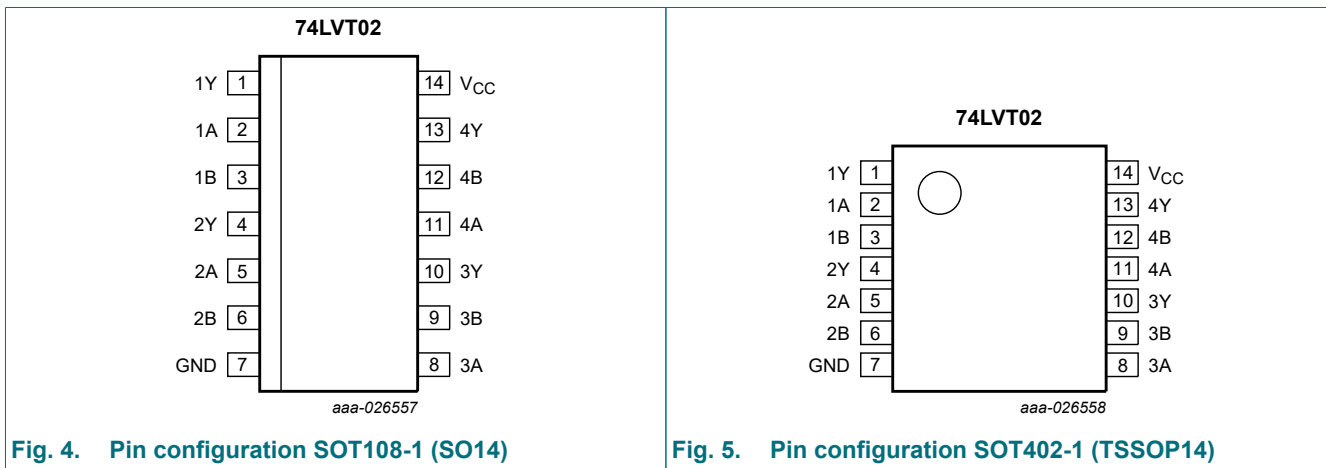 74LVT02
1Y 1 14 VCC
1A 2 13 4Y
1B 3 12 4B
2Y 4 11 4A
2A 5 10 3Y
2B 6 9 3B
GND 7 8 3A
aaa-026557
Fig. 4. Pin configuration SOT108-1 (SO14)
74LVT02
1Y 1 14 VCC
1A 2 13 4Y
1B 3 12 4B
2Y 4 11 4A
2A 5 10 3Y
2B 6 9 3B
GND 7 8 3A
aaa-026558
Fig. 5. Pin configuration SOT402-1 (TSSOP14)